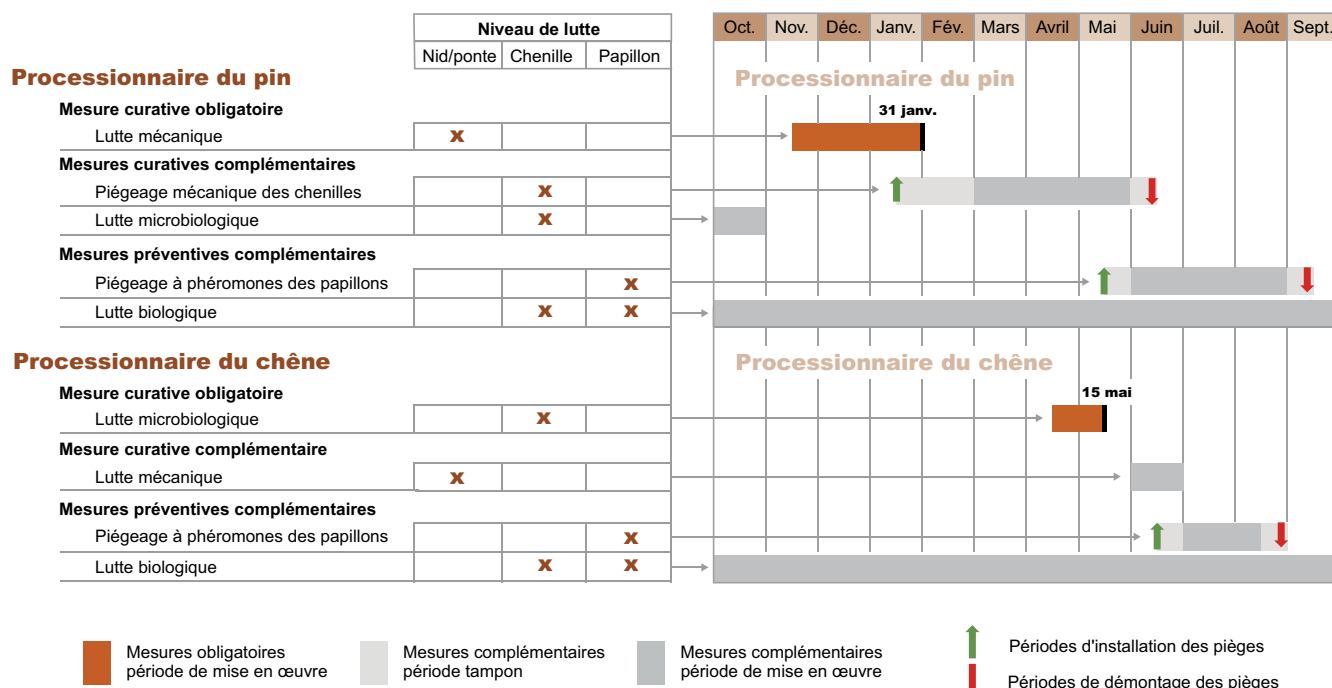 Niveau de lutte
Nid/ponte Chenille Papillon
Oct. Nov. Déc. Janv. Fév. Mars Avril Mai Juin Juil. Août Sept.
Processionnaire du pin
Processionnaire du pin
Mesure curative obligatoire
31 janv.
Lutte mécanique x
Mesures curatives complémentaires
Piégeage mécanique des chenilles x
Lutte microbiologique x
Mesures préventives complémentaires
Piégeage à phéromones des papillons x
Lutte biologique x x
Processionnaire du chêne
Processionnaire du chêne
Mesure curative obligatoire
15 mai
Lutte microbiologique x
Mesure curative complémentaire
Lutte mécanique x
Mesures préventives complémentaires
Piégeage à phéromones des papillons x
Lutte biologique x x
Mesures obligatoires
période de mise en œuvre
Mesures complémentaires
période tampon
Mesures complémentaires
période de mise en œuvre
Périodes d'installation des pièges
Périodes de démontage des pièges